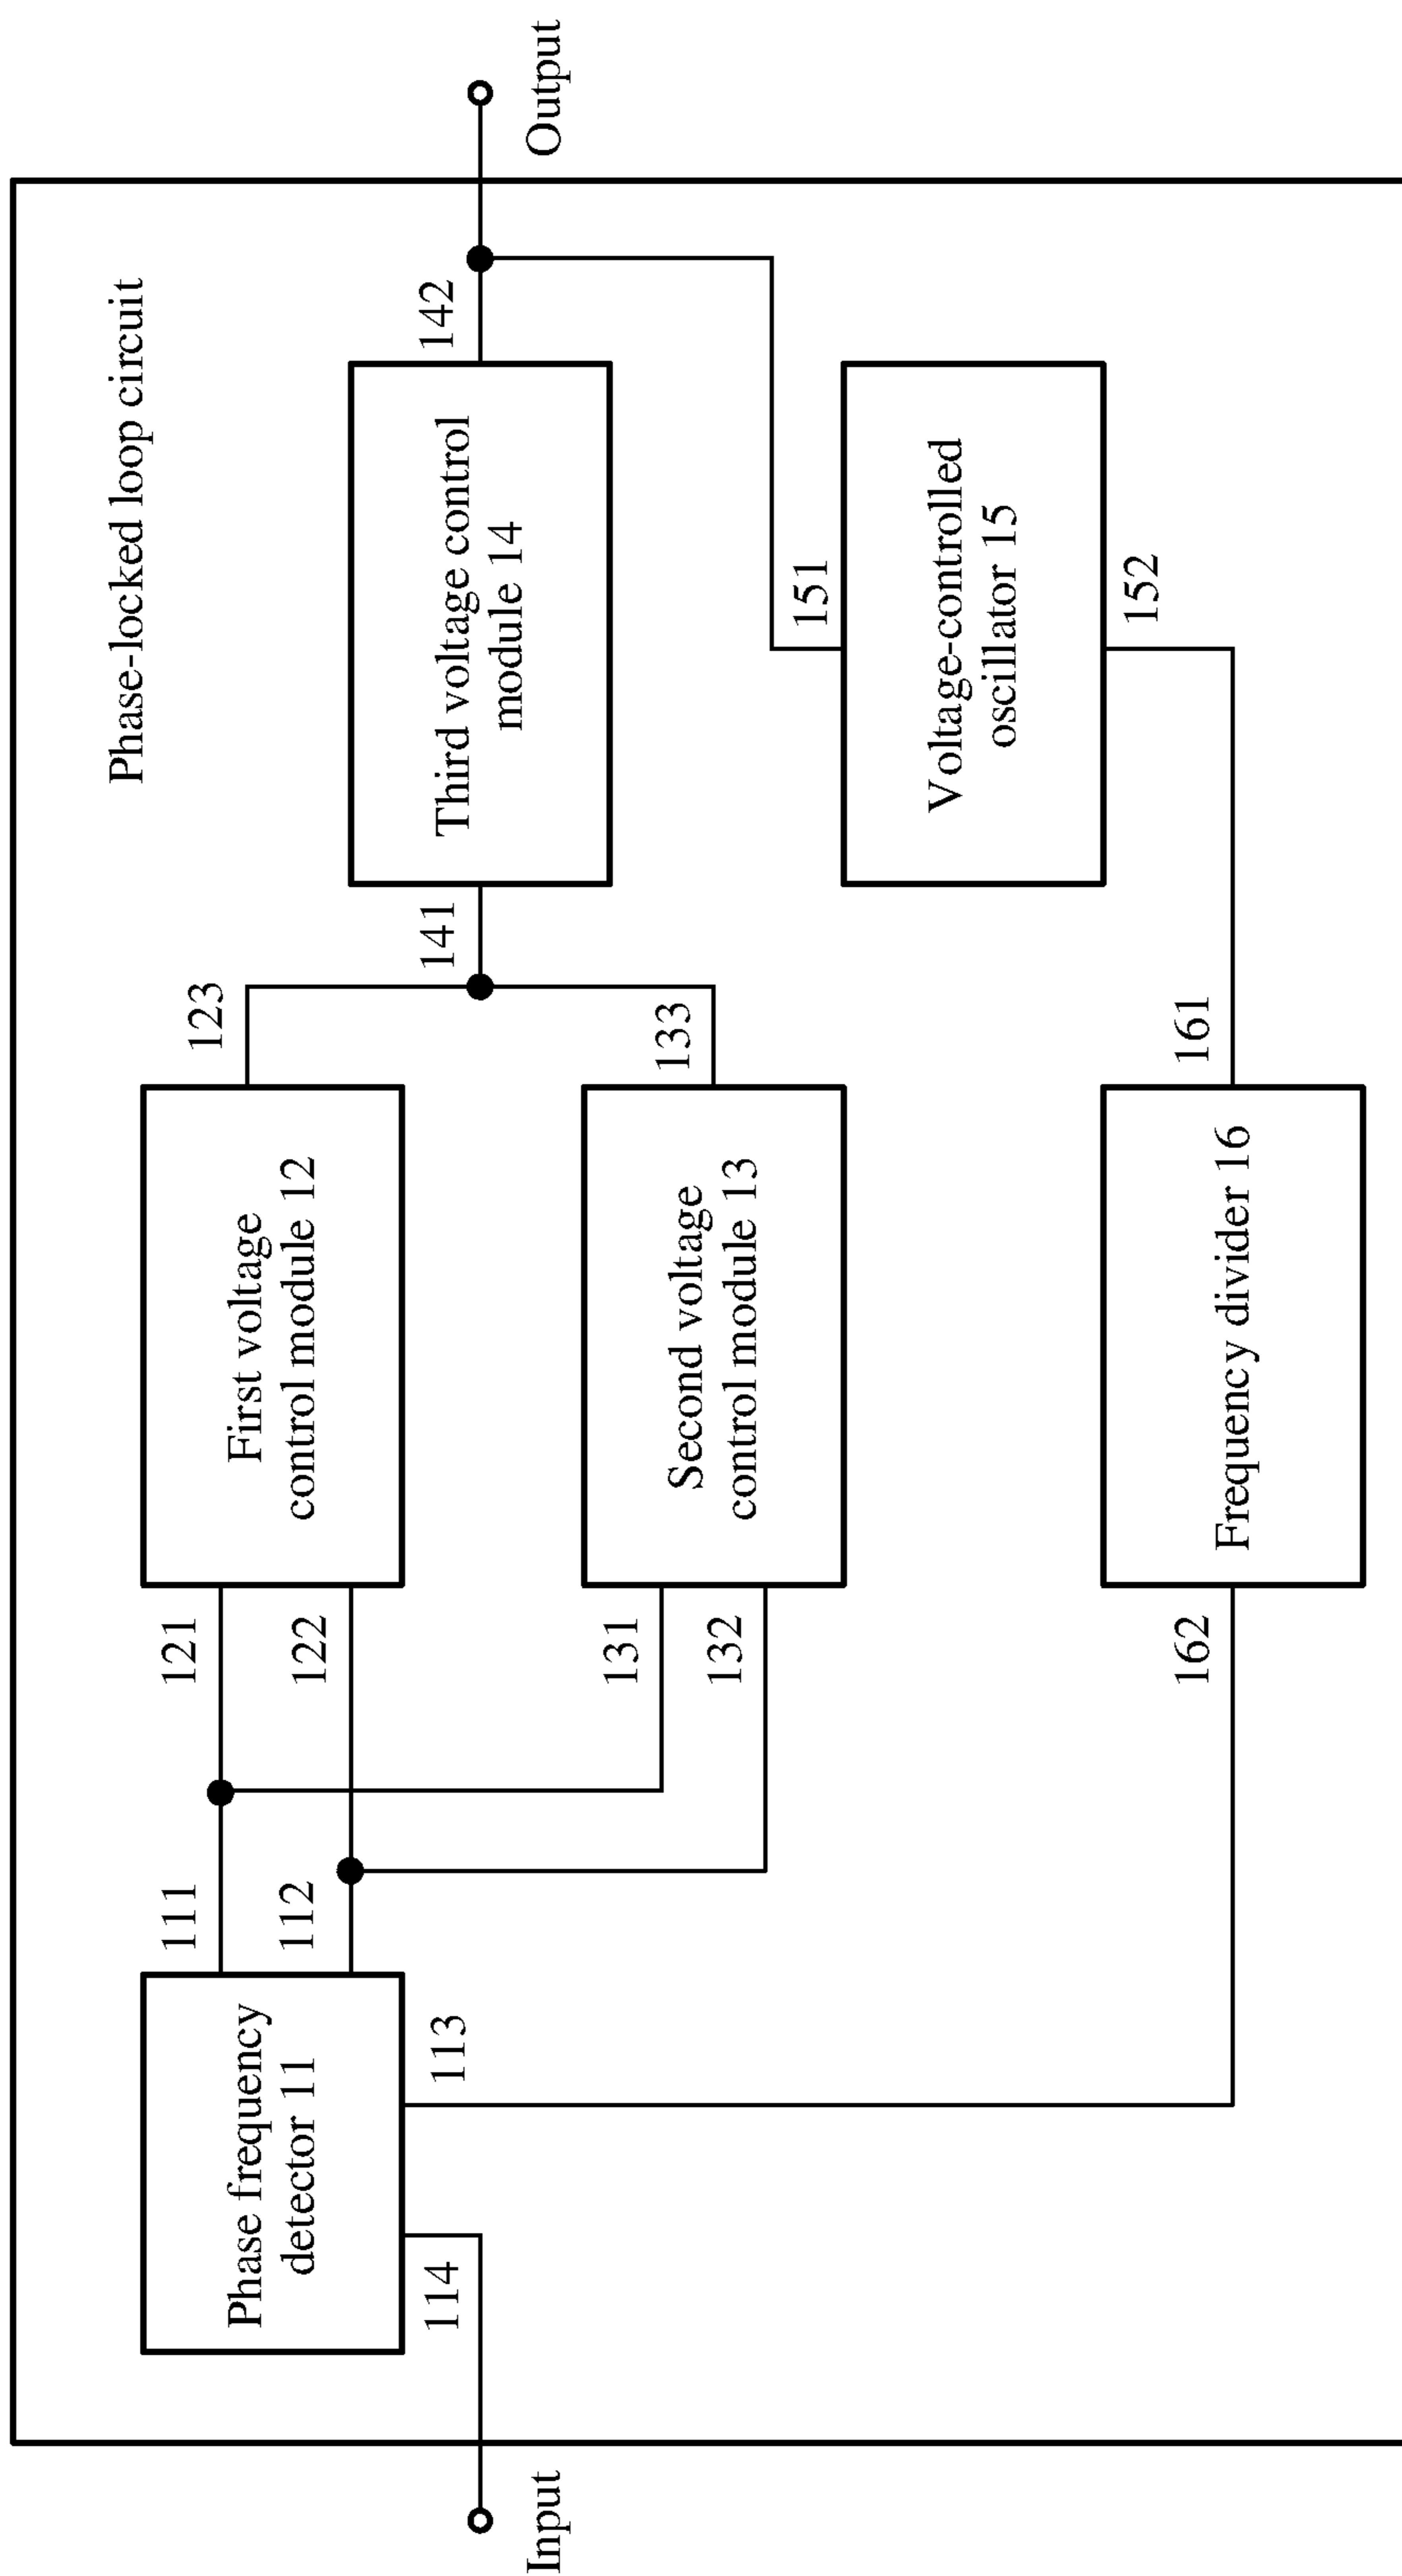 Phase-locked loop circuit
Input
114
Phase frequency
detector 11
113
111
112
121
122
First voltage
control module 12
123
131
132
Second voltage
control module 13
133
141
Third voltage control
module 14
142
Output
151
Voltage-controlled
oscillator 15
152
161
Frequency divider 16
162